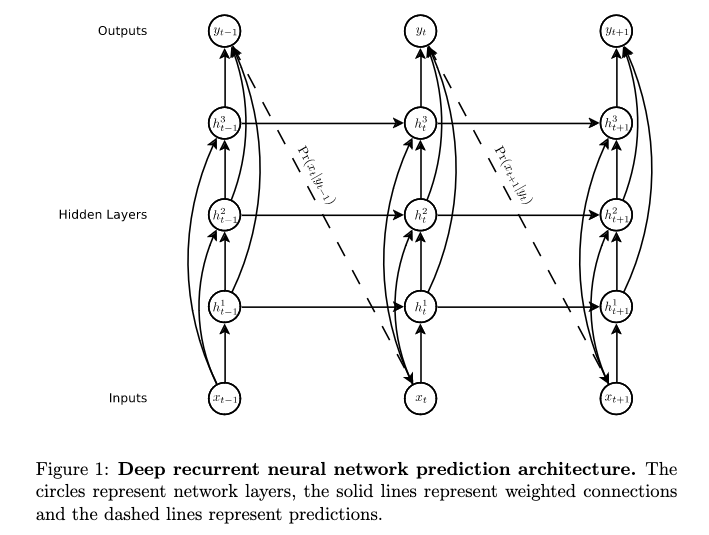 Outputs
y_{t−1}
y_t
y_{t+1}
h^3_{t−1}
h^3_t
h^3_{t+1}
Pr(x_t|y_{t−1})
Pr(x_{t+1}|y_t)
Hidden Layers
h^2_{t−1}
h^2_t
h^2_{t+1}
h^1_{t−1}
h^1_t
h^1_{t+1}
Inputs
x_{t−1}
x_t
x_{t+1}
Figure 1: Deep recurrent neural network prediction architecture. The
circles represent network layers, the solid lines represent weighted connections
and the dashed lines represent predictions.